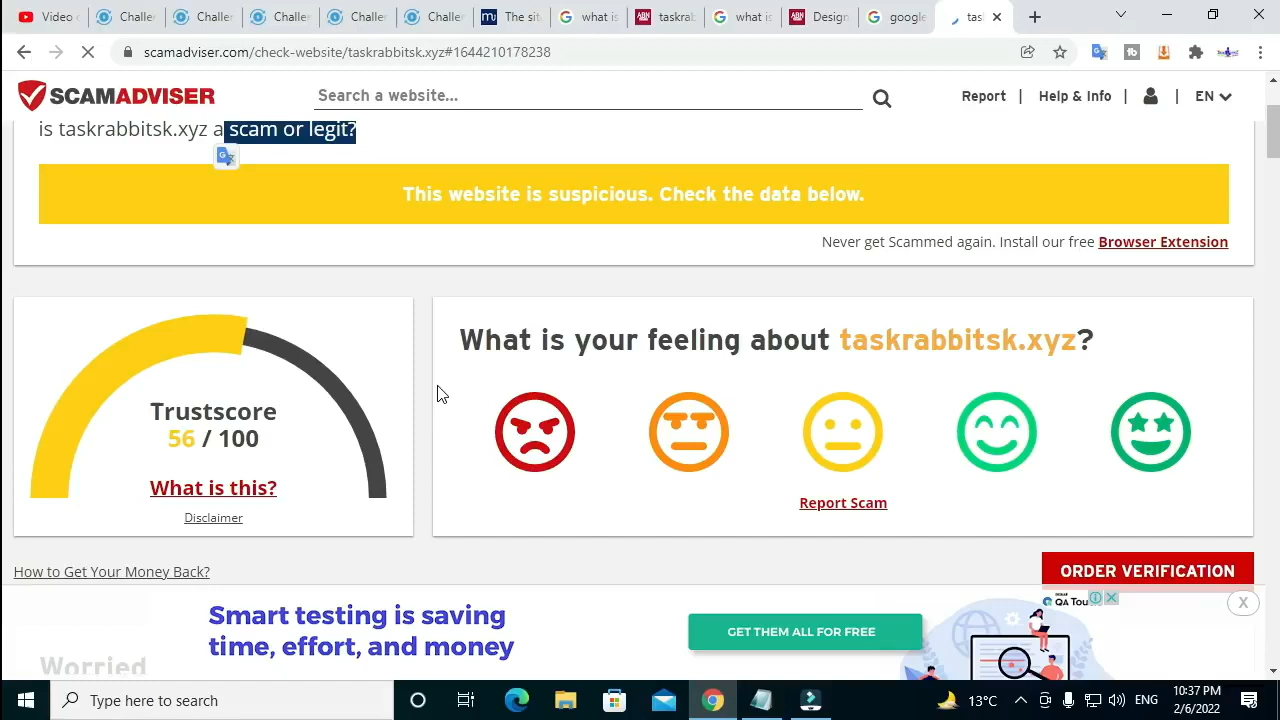 Video
Challe
Challe
Challe
Challe
Challe
The sit
what is
taskrab
what is
Design
google
tas
scamadviser.com/check-website/taskrabbitsk.xyz#1644210178238
SCAMADVISER
Search a website...
Report | Help & Info | | EN
is taskrabbitsk.xyz a scam or legit?
This website is suspicious. Check the data below.
Never get Scammed again. Install our free Browser Extension
Trustscore
56 / 100
What is this?
Disclaimer
What is your feeling about taskrabbitsk.xyz?
Report Scam
How to Get Your Money Back?
ORDER VERIFICATION
Smart testing is saving
time, effort, and money
GET THEM ALL FOR FREE
QA Tou
X
Worried
Type here to search
13°C
ENG
10:37 PM
2/6/2022